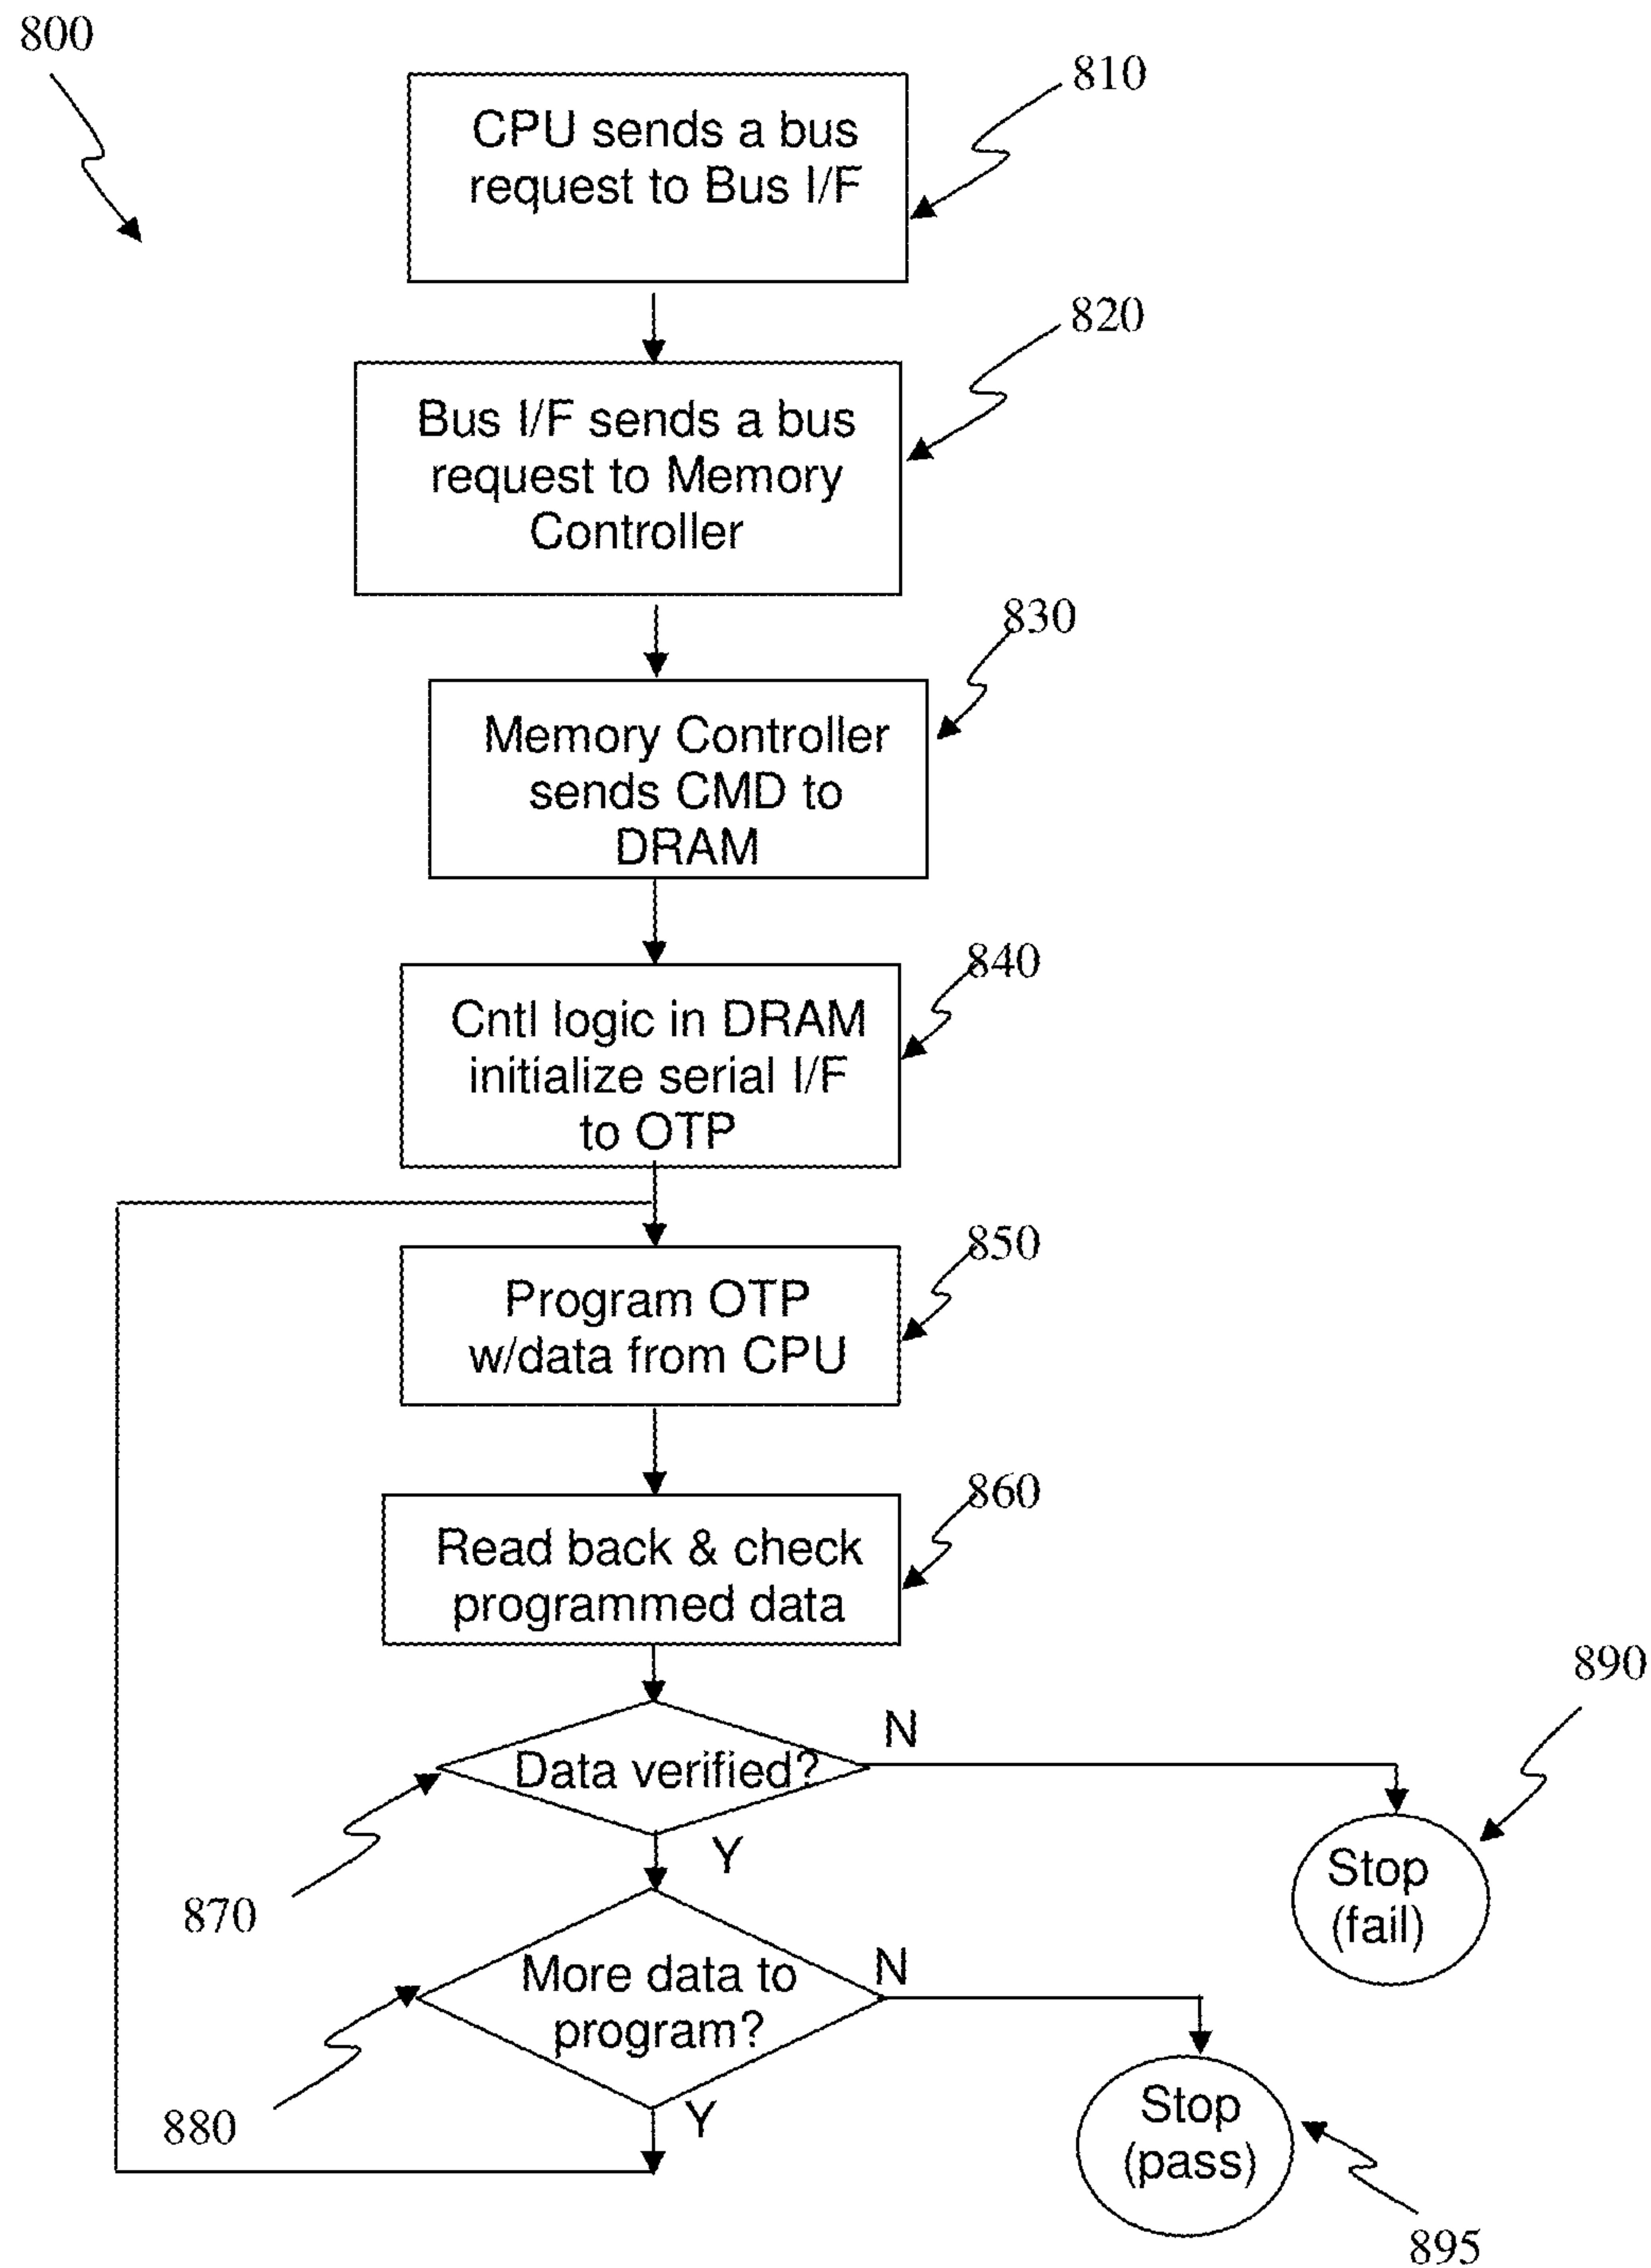 800
810
CPU sends a bus
request to Bus I/F
820
Bus I/F sends a bus
request to Memory
Controller
830
Memory Controller
sends CMD to
DRAM
840
Cntl logic in DRAM
initialize serial I/F
to OTP
850
Program OTP
w/data from CPU
860
Read back & check
programmed data
890
N
Data verified?
Y
870
Stop
(fail)
N
More data to
program?
Y
880
Stop
(pass)
895